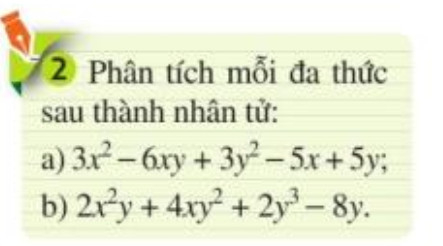 2 Phân tích mỗi đa thức
sau thành nhân tử:
a) 3x² – 6xy + 3y² – 5x + 5y;
b) 2x²y + 4xy² + 2y³ – 8y.